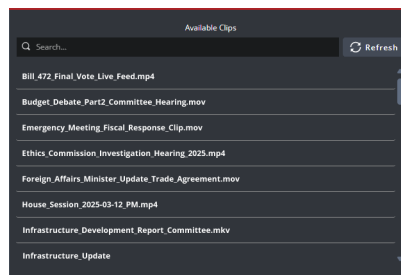 Available Clips
Search...
Refresh
Bill_472_Final_Vote_Live_Feed.mp4
Budget_Debate_Part2_Committee_Hearing.mov
Emergency_Meeting_Fiscal_Response_Clip.mov
Ethics_Commission_Investigation_Hearing_2025.mp4
Foreign_Affairs_Minister_Update_Trade_Agreement.mov
House_Session_2025-03-12_PM.mp4
Infrastructure_Development_Report_Committee.mkv
Infrastructure_Update